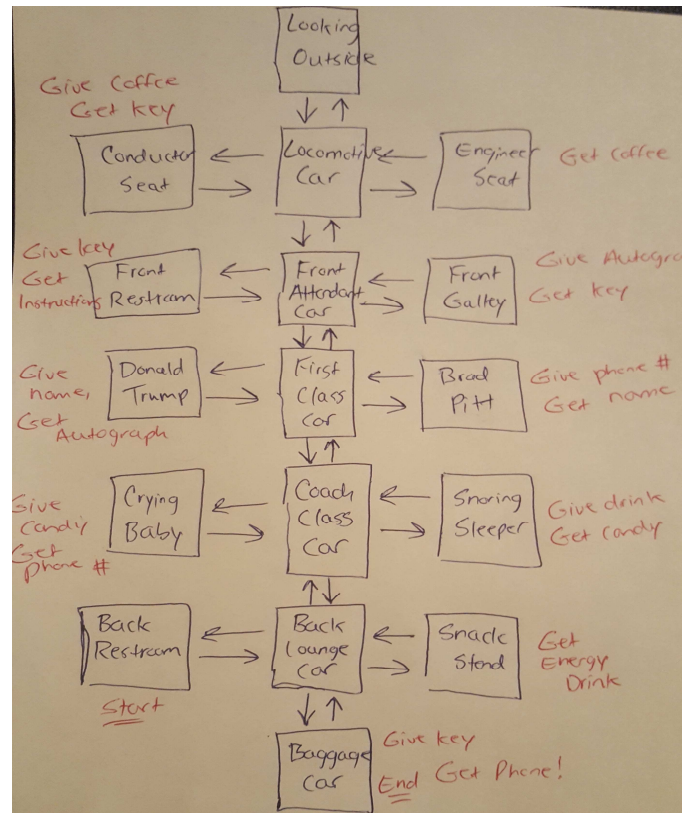 Looking
Outside
Give Coffee
Get key
Conductor
Seat
Locomotive
Car
Engineer
Seat
Get Coffee
Give key
Get
Instructions
Front
Restroom
Front
Attendant
Car
Front
Galley
Give Autogra
Get key
Give
name,
Get
Autograph
Donald
Trump
First
Class
Car
Brad
Pitt
Give phone #
Get name
Give
candy
Get
phone #
Crying
Baby
Coach
Class
Car
Snoring
Sleeper
Give drink
Get candy
Back
Restroom
Start
Back
Lounge
Car
Snack
Stand
Get
Energy
Drink
Baggage
Car
Give key
End Get Phone!